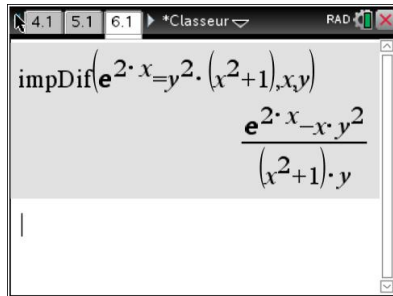 4.1 5.1 6.1 *Classeur RAD
impDif(e^2·x=y^2·(x^2+1),x,y)
e^2·x−x·y^2
(x^2+1)·y